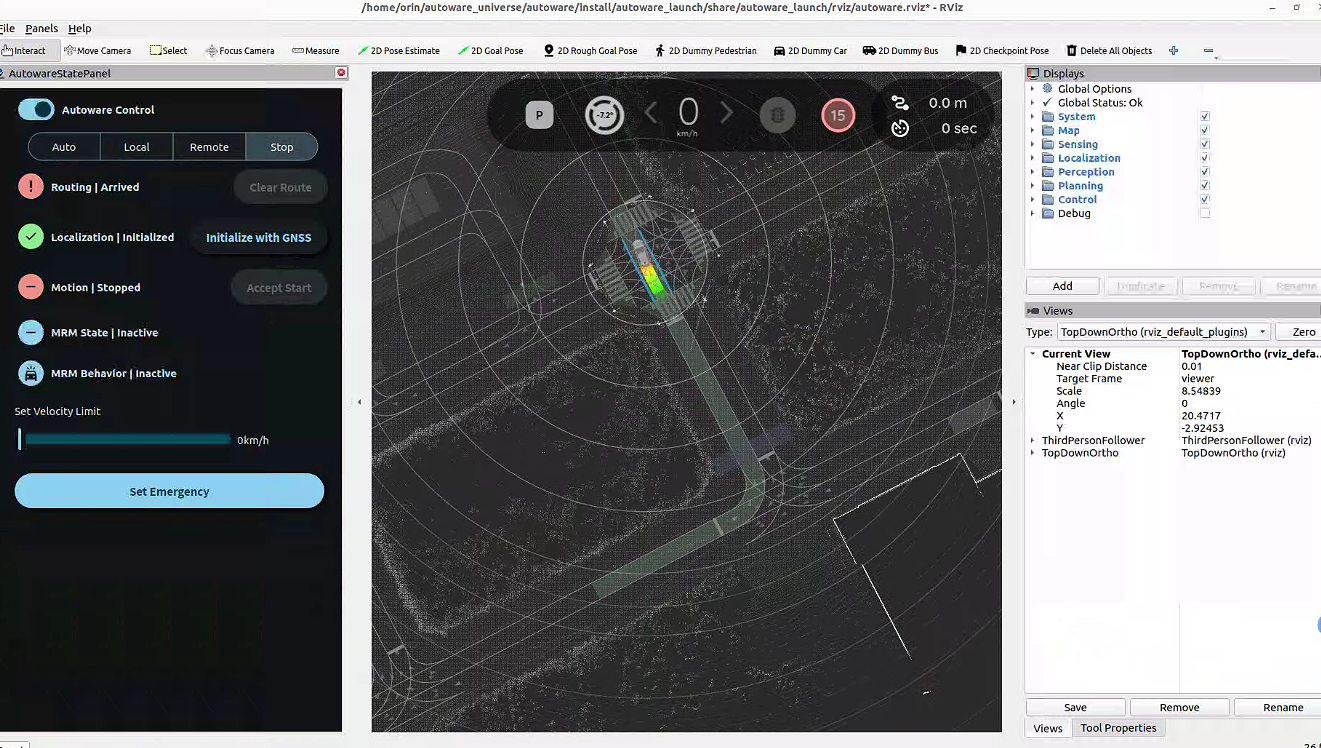 /home/orin/autoware_universe/autoware/install/autoware_launch/share/autoware_launch/rviz/autoware.rviz* - RViz
File Panels Help
Interact Move Camera Select Focus Camera Measure 2D Pose Estimate 2D Goal Pose 2D Rough Goal Pose 2D Dummy Pedestrian 2D Dummy Car 2D Dummy Bus 2D Checkpoint Pose Delete All Objects
AutowareStatePanel
Autoware Control
Auto Local Remote Stop
Routing | Arrived Clear Route
Localization | Initialized Initialize with GNSS
Motion | Stopped Accept Start
MRM State | Inactive
MRM Behavior | Inactive
Set Velocity Limit
0km/h
Set Emergency
P -7.2° 0 15 0.0 m
km/h 0 sec
Displays
Global Options
Global Status: Ok
System
Map
Sensing
Localization
Perception
Planning
Control
Debug
Add Duplicate Remove Rename
Views
Type: TopDownOrtho (rviz_default_plugins) Zero
Current View TopDownOrtho (rviz_defa...
Near Clip Distance 0.01
Target Frame viewer
Scale 8.54839
Angle 0
X 20.4717
Y -2.92453
ThirdPersonFollower ThirdPersonFollower (rviz)
TopDownOrtho TopDownOrtho (rviz)
Save Remove Rename
Views Tool Properties